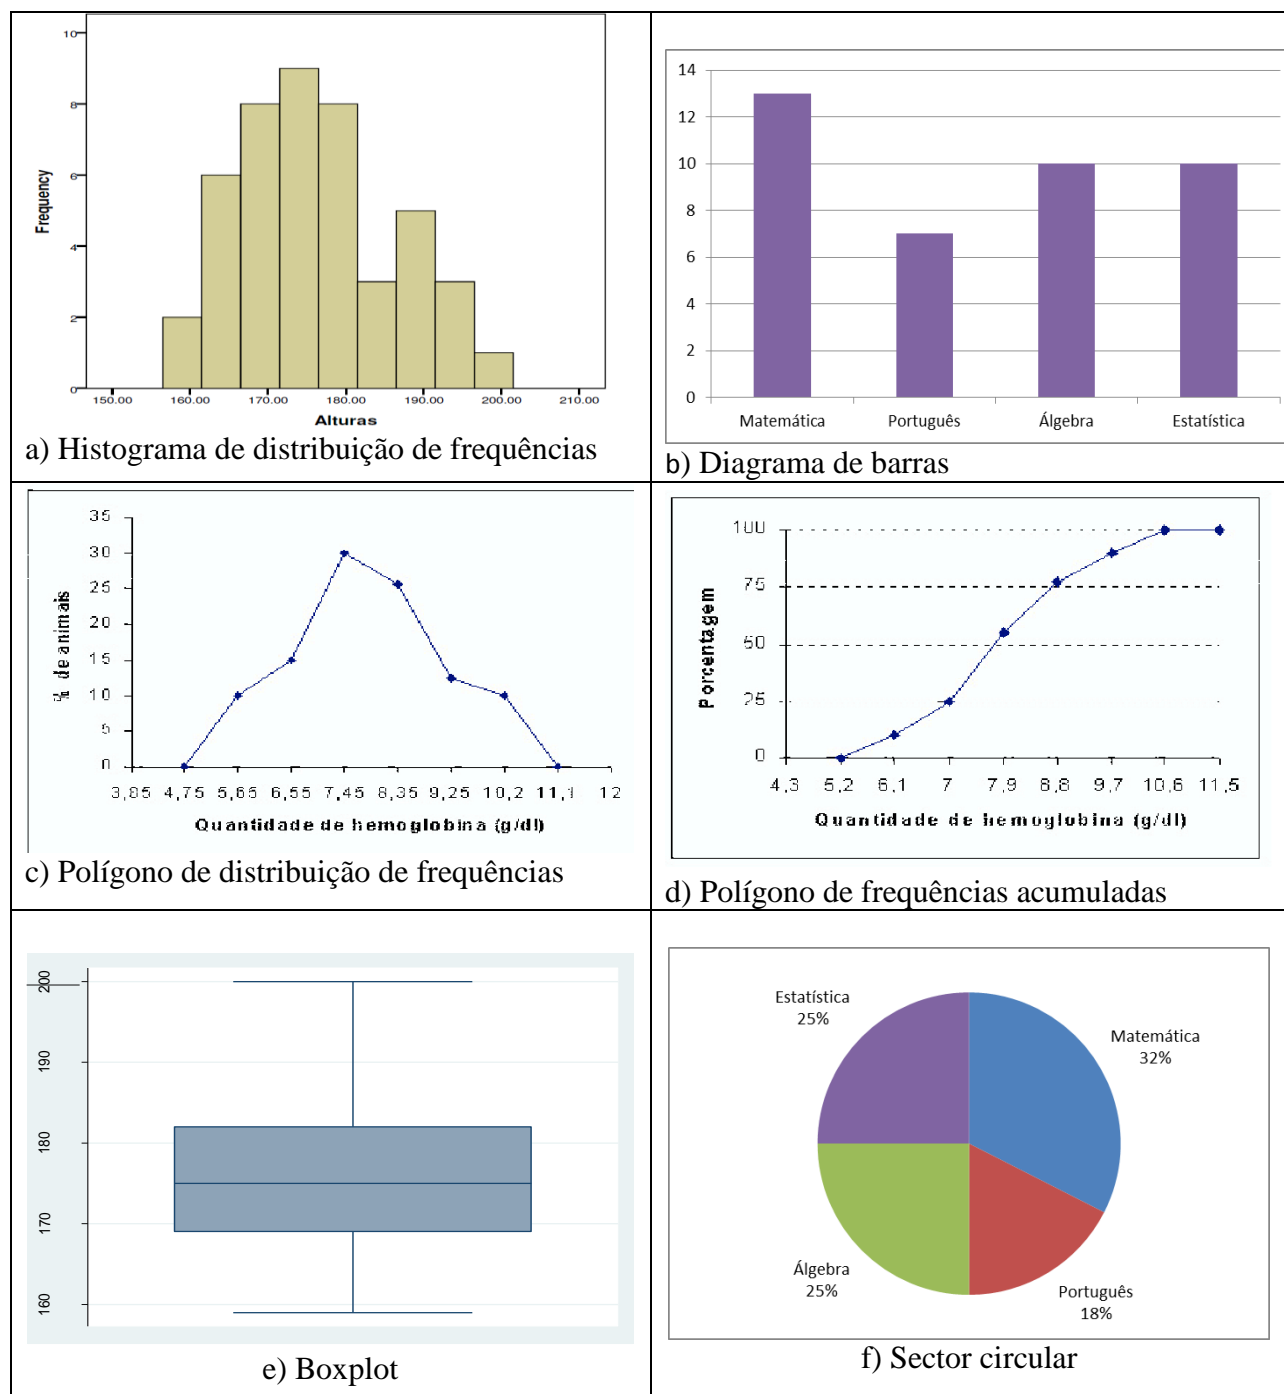 10
8
6
4
2
0
Frequency
150.00 160.00 170.00 180.00 190.00 200.00 210.00
Alturas
a) Histograma de distribuição de frequências
14
12
10
8
6
4
2
0
Matemática Português Álgebra Estatística
b) Diagrama de barras
35
30
25
20
15
10
5
0
% de animais
3,85 4,75 5,65 6,55 7,45 8,35 9,25 10,2 11,1 12
Quantidade de hemoglobina (g/dl)
c) Polígono de distribuição de frequências
100
75
50
25
0
Porcentagem
4,3 5,2 6,1 7 7,9 8,8 9,7 10,6 11,5
Quantidade de hemoglobina (g/dl)
d) Polígono de frequências acumuladas
200
190
180
170
160
e) Boxplot
Estatística
25%
Matemática
32%
Álgebra
25%
Português
18%
f) Sector circular